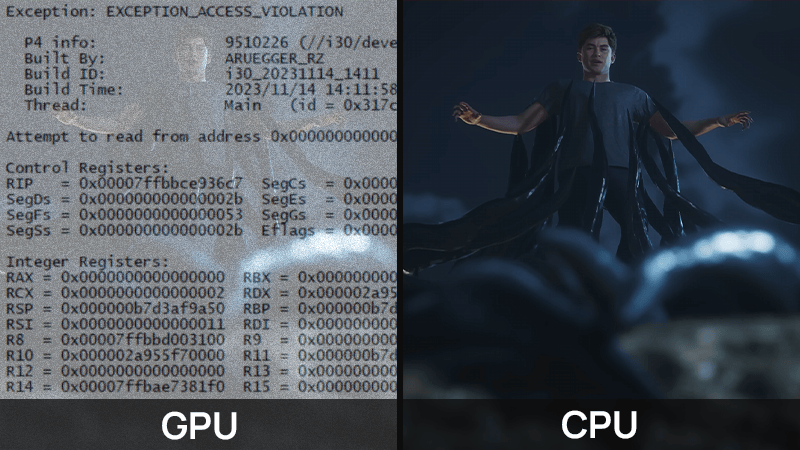 Exception: EXCEPTION_ACCESS_VIOLATION
P4 info: 9510226 (//i30/deve
Built By: ARUEGGER_RZ
Build ID: i30_20231114_1411
Build Time: 2023/11/14 14:11:58
Thread: Main (id = 0x317c
Attempt to read from address 0x000000000000
Control Registers:
RIP = 0x00007ffbbce936c7 SegCs = 0x0000
SegDs = 0x000000000000002b SegEs = 0x0000
SegFs = 0x0000000000000053 SegGs = 0x0000
SegSs = 0x000000000000002b Eflags = 0x0000
Integer Registers:
RAX = 0x0000000000000000 RBX = 0x000000000
RCX = 0x0000000000000002 RDX = 0x000002a95
RSP = 0x000000b7d3af9a50 RBP = 0x000000b7d
RSI = 0x0000000000000011 RDI = 0x000000000
R8 = 0x00007ffbbd003100 R9 = 0x000000000
R10 = 0x000002a955f70000 R11 = 0x000000b7d
R12 = 0x0000000000000000 R13 = 0x000000000
R14 = 0x00007ffbae7381f0 R15 = 0x000000000
GPU
CPU